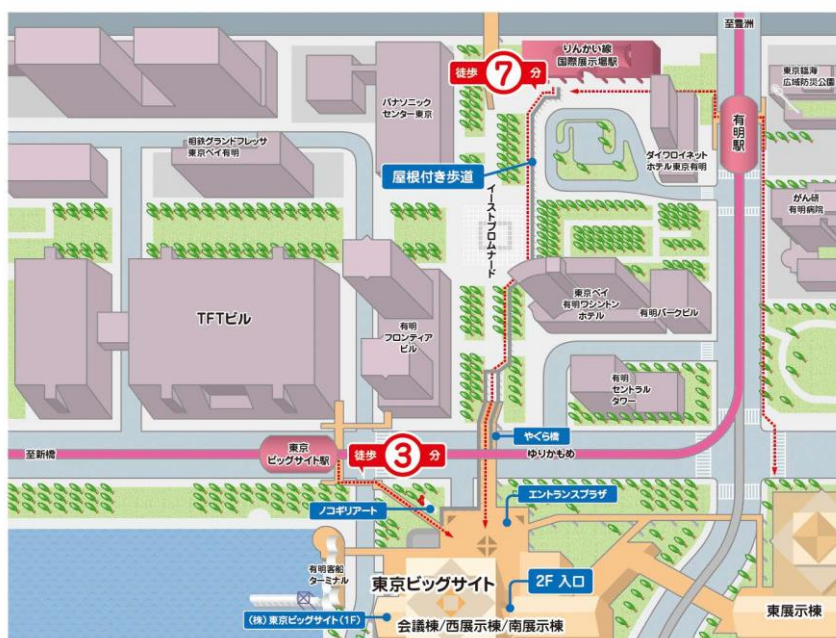 至豊洲
りんかい線
国際展示場駅
徒歩 7 分
東京臨海
広域防災公園
パナソニック
センター東京
有明駅
相鉄グランドフレッサ
東京ベイ有明
ダイワロイネット
ホテル東京有明
屋根付き歩道
がん研
有明病院
イーストプロムナード
東京ベイ
有明ワシントン
ホテル
有明パークビル
TFTビル
有明
フロンティア
ビル
有明
セントラル
タワー
やぐら橋
至新橋
東京
ビッグサイト駅
徒歩 3 分
ゆりかもめ
ノコギリアート
エントランスプラザ
有明客船
ターミナル
東京ビッグサイト
2F 入口
(株)東京ビッグサイト(1F)
会議棟/西展示棟/南展示棟
東展示棟